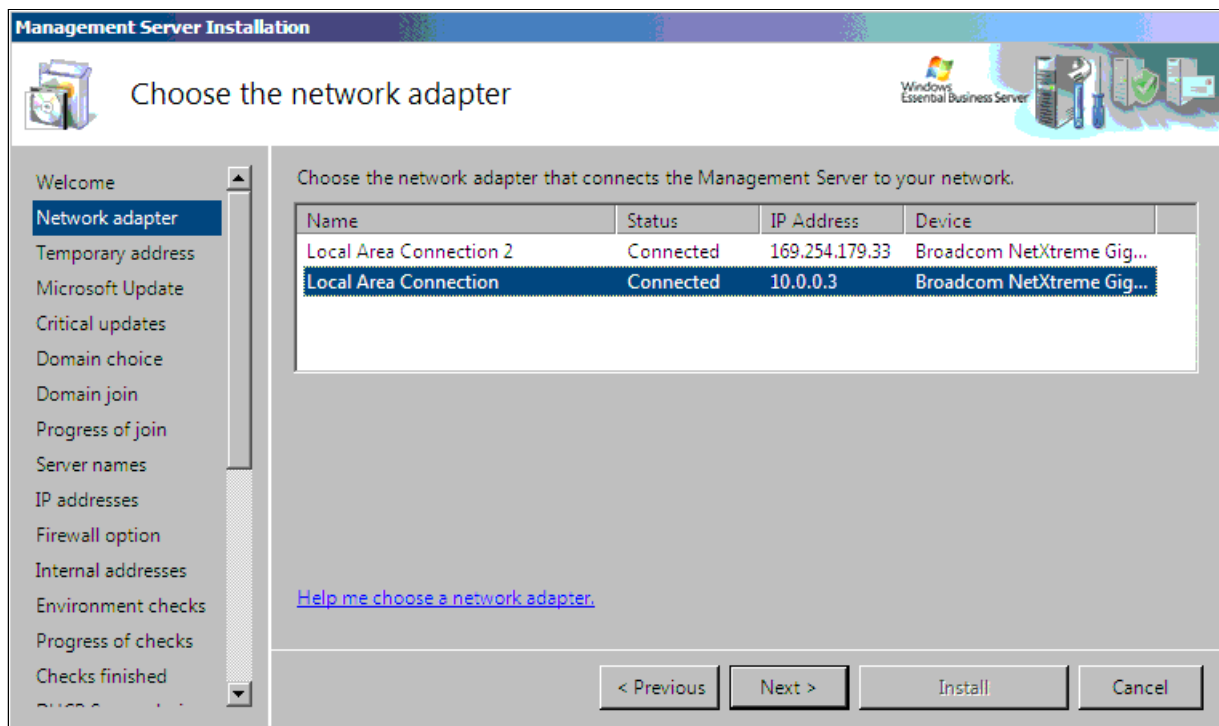 Management Server Installation
Choose the network adapter
Windows
Essential Business Server
Welcome
Network adapter
Temporary address
Microsoft Update
Critical updates
Domain choice
Domain join
Progress of join
Server names
IP addresses
Firewall option
Internal addresses
Environment checks
Progress of checks
Checks finished
Choose the network adapter that connects the Management Server to your network.
Name Status IP Address Device
Local Area Connection 2 Connected 169.254.179.33 Broadcom NetXtreme Gig...
Local Area Connection Connected 10.0.0.3 Broadcom NetXtreme Gig...
Help me choose a network adapter.
< Previous Next > Install Cancel